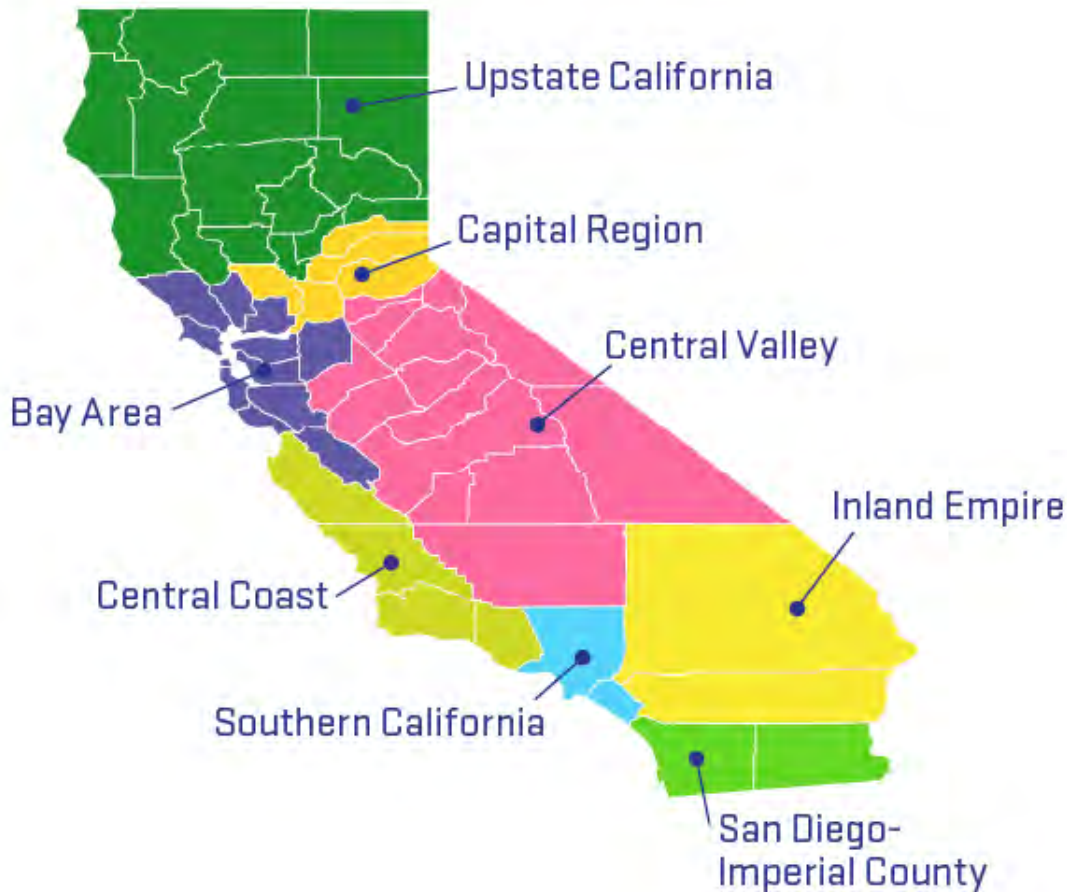 Upstate California
Capital Region
Central Valley
Bay Area
Inland Empire
Central Coast
Southern California
San Diego-
Imperial County